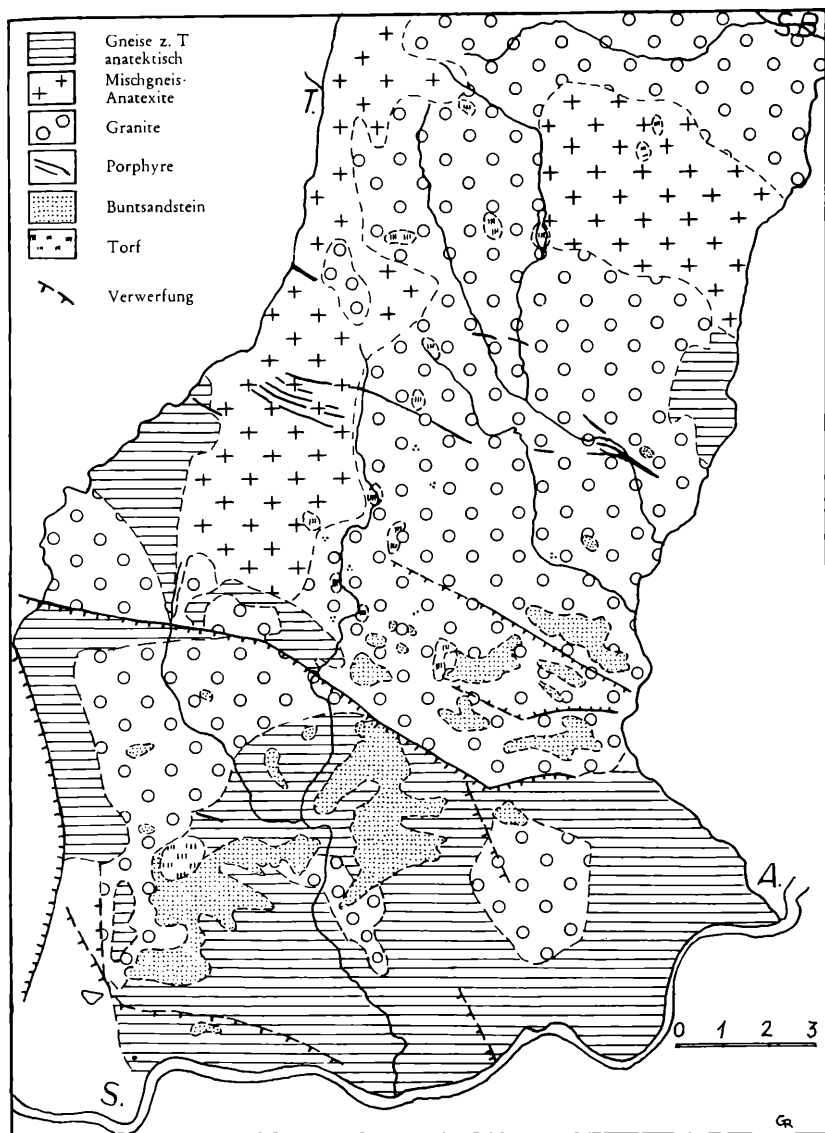 Gneise z. T
anatektisch
Mischgneis-
Anatexite
Granite
Porphyre
Buntsandstein
Torf
Verwerfung
T.
S.B.
A.
S.
0 1 2 3
GR